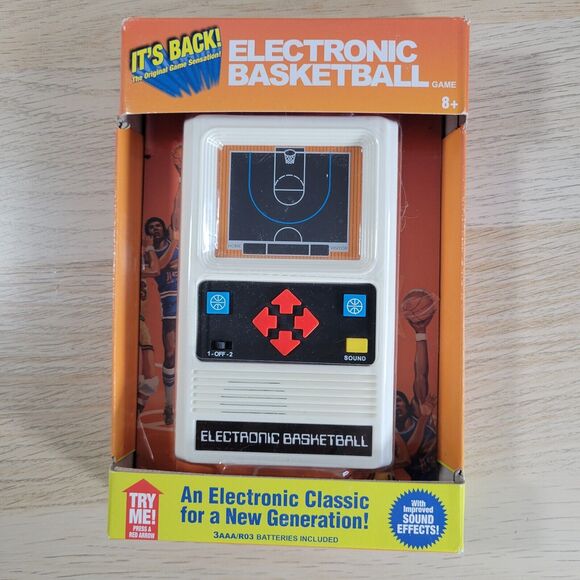 IT'S BACK!
The Original Game Sensation!
ELECTRONIC
BASKETBALL
GAME
8+
HOME
VISITOR
1 - OFF - 2
SOUND
ELECTRONIC BASKETBALL
TRY
ME!
PRESS A
RED ARROW
An Electronic Classic
for a New Generation!
3AAA/R03 BATTERIES INCLUDED
With
Improved
SOUND
EFFECTS!